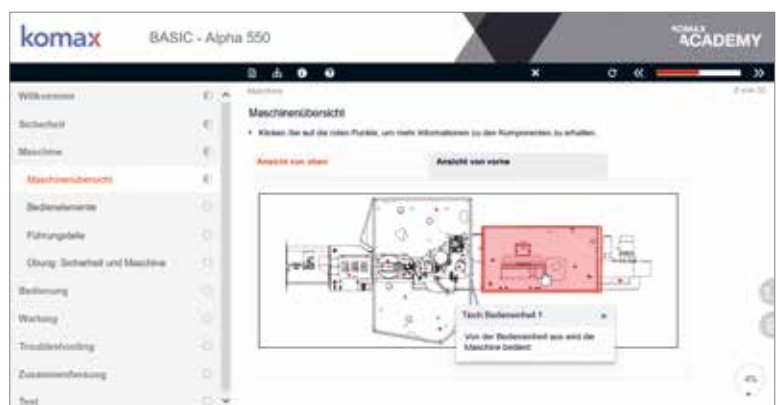 komax
BASIC - Alpha 550
KOMAX
ACADEMY
Willkommen
Sicherheit
Maschine
Maschinenübersicht
Bedienelemente
Führungsteile
Übung: Sicherheit und Maschine
Bedienung
Wartung
Troubleshooting
Zusammenfassung
Test
Maschine
Maschinenübersicht
• Klicken Sie auf die roten Punkte, um mehr Informationen zu den Komponenten zu erhalten.
Ansicht von oben
Ansicht von vorne
Tisch Bedieneinheit 1
Von der Bedieneinheit aus wird die
Maschine bedient